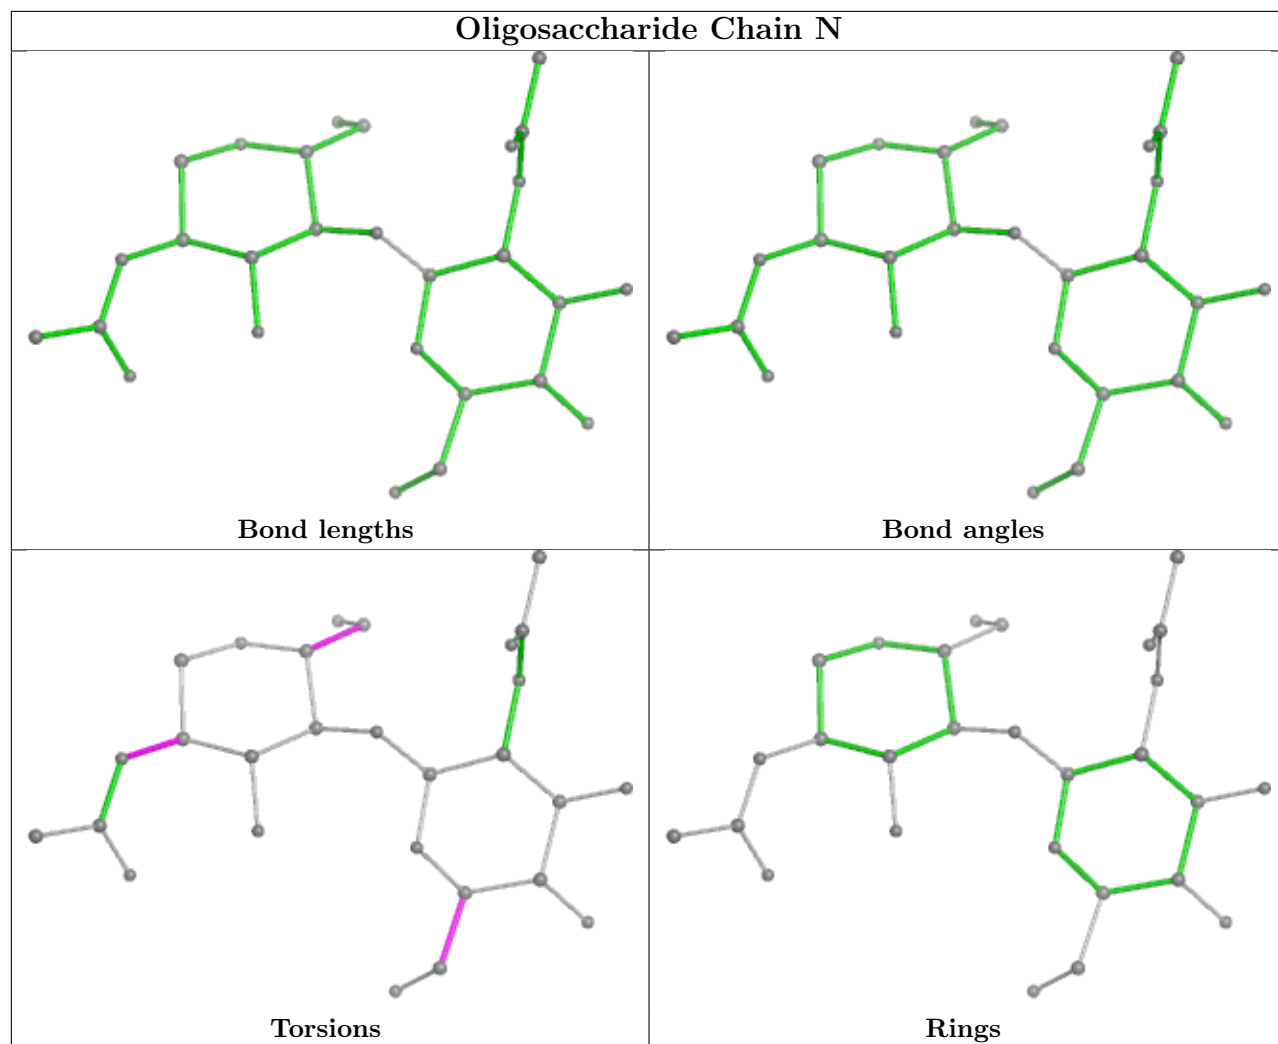 Oligosaccharide Chain N
Bond lengths
Bond angles
Torsions
Rings